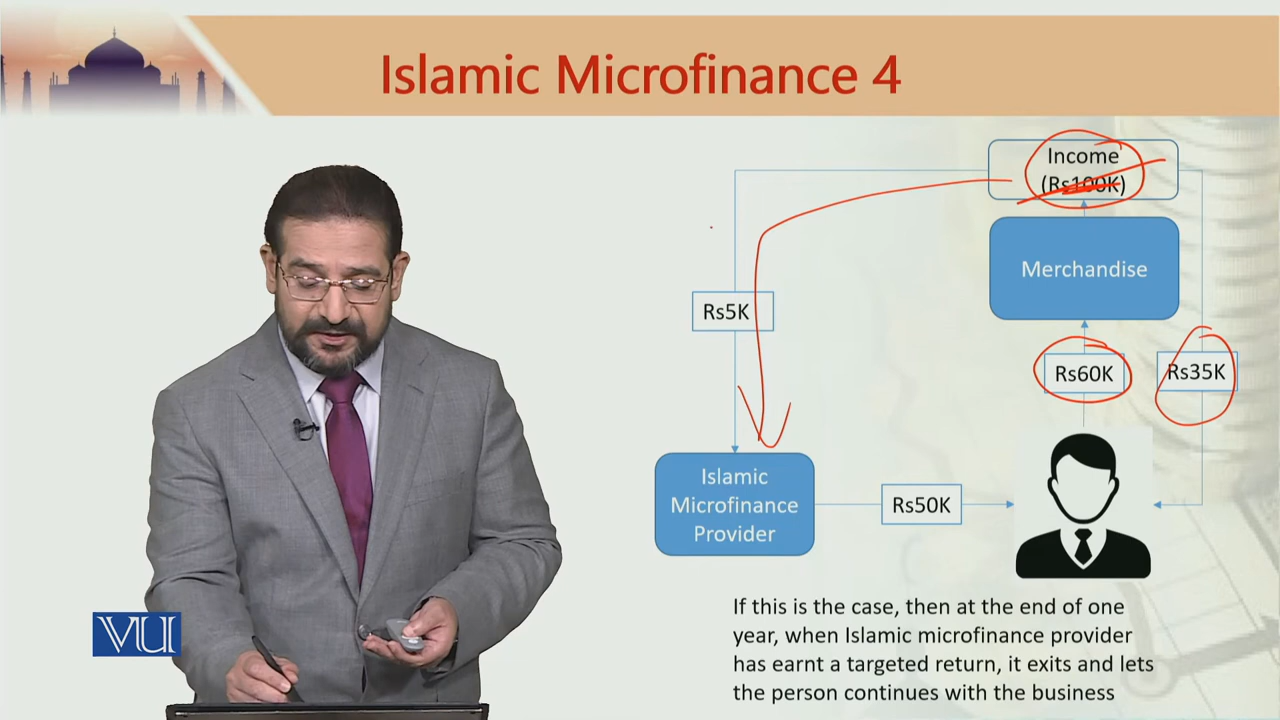 Islamic Microfinance 4
Income
(Rs100K)
Merchandise
Rs5K
Rs60K
Rs35K
Islamic
Microfinance
Provider
Rs50K
If this is the case, then at the end of one
year, when Islamic microfinance provider
has earnt a targeted return, it exits and lets
the person continues with the business
VU